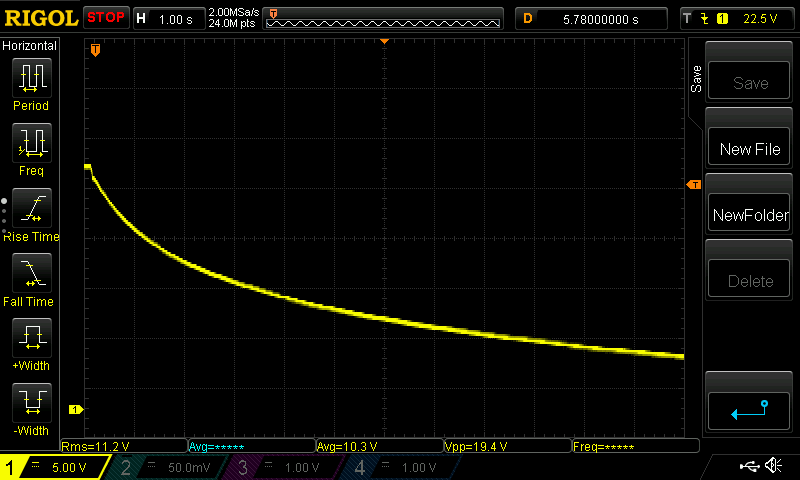 RIGOL STOP H 1.00 s 2.00MSa/s 24.0M pts T D 5.78000000 s T 1 22.5 V
Horizontal
T
Period
Freq
Rise Time
Fall Time
+Width
-Width
T
1
Save
Save
New File
NewFolder
Delete
Rms=11.2 V Avg=***** Avg=10.3 V Vpp=19.4 V Freq=*****
1 5.00 V 2 50.0mV 3 1.00 V 4 1.00 V